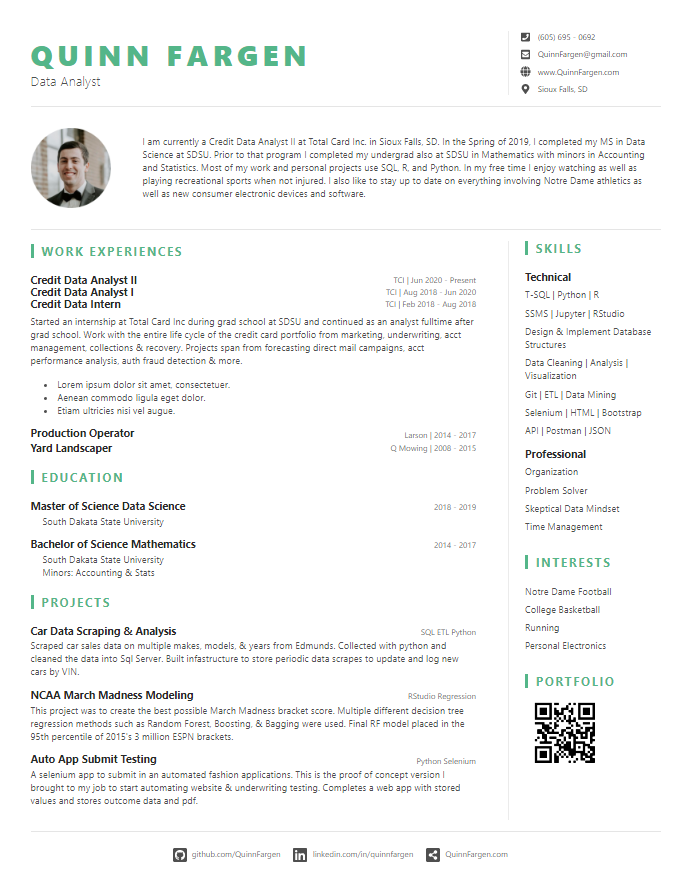 QUINN FARGEN
Data Analyst
(605) 695 - 0692
QuinnFargen@gmail.com
www.QuinnFargen.com
Sioux Falls, SD
I am currently a Credit Data Analyst II at Total Card Inc. in Sioux Falls, SD. In the Spring of 2019, I completed my MS in Data
Science at SDSU. Prior to that program I completed my undergrad also at SDSU in Mathematics with minors in Accounting
and Statistics. Most of my work and personal projects use SQL, R, and Python. In my free time I enjoy watching as well as
playing recreational sports when not injured. I also like to stay up to date on everything involving Notre Dame athletics as
well as new consumer electronic devices and software.
WORK EXPERIENCES
Credit Data Analyst II TCI | Jun 2020 - Present
Credit Data Analyst I TCI | Aug 2018 - Jun 2020
Credit Data Intern TCI | Feb 2018 - Aug 2018
Started an internship at Total Card Inc during grad school at SDSU and continued as an analyst fulltime after
grad school. Work with the entire life cycle of the credit card portfolio from marketing, underwriting, acct
management, collections & recovery. Projects span from forecasting direct mail campaigns, acct
performance analysis, auth fraud detection & more.
• Lorem ipsum dolor sit amet, consectetuer.
• Aenean commodo ligula eget dolor.
• Etiam ultricies nisi vel augue.
Production Operator Larson | 2014 - 2017
Yard Landscaper Q Mowing | 2008 - 2015
EDUCATION
Master of Science Data Science 2018 - 2019
South Dakota State University
Bachelor of Science Mathematics 2014 - 2017
South Dakota State University
Minors: Accounting & Stats
PROJECTS
Car Data Scraping & Analysis SQL ETL Python
Scraped car sales data on multiple makes, models, & years from Edmunds. Collected with python and
cleaned the data into Sql Server. Built infastructure to store periodic data scrapes to update and log new
cars by VIN.
NCAA March Madness Modeling RStudio Regression
This project was to create the best possible March Madness bracket score. Multiple different decision tree
regression methods such as Random Forest, Boosting, & Bagging were used. Final RF model placed in the
95th percentile of 2015's 3 million ESPN brackets.
Auto App Submit Testing Python Selenium
A selenium app to submit in an automated fashion applications. This is the proof of concept version I
brought to my job to start automating website & underwriting testing. Completes a web app with stored
values and stores outcome data and pdf.
SKILLS
Technical
T-SQL | Python | R
SSMS | Jupyter | RStudio
Design & Implement Database
Structures
Data Cleaning | Analysis |
Visualization
Git | ETL | Data Mining
Selenium | HTML | Bootstrap
API | Postman | JSON
Professional
Organization
Problem Solver
Skeptical Data Mindset
Time Management
INTERESTS
Notre Dame Football
College Basketball
Running
Personal Electronics
PORTFOLIO
github.com/QuinnFargen linkedin.com/in/quinnfargen QuinnFargen.com